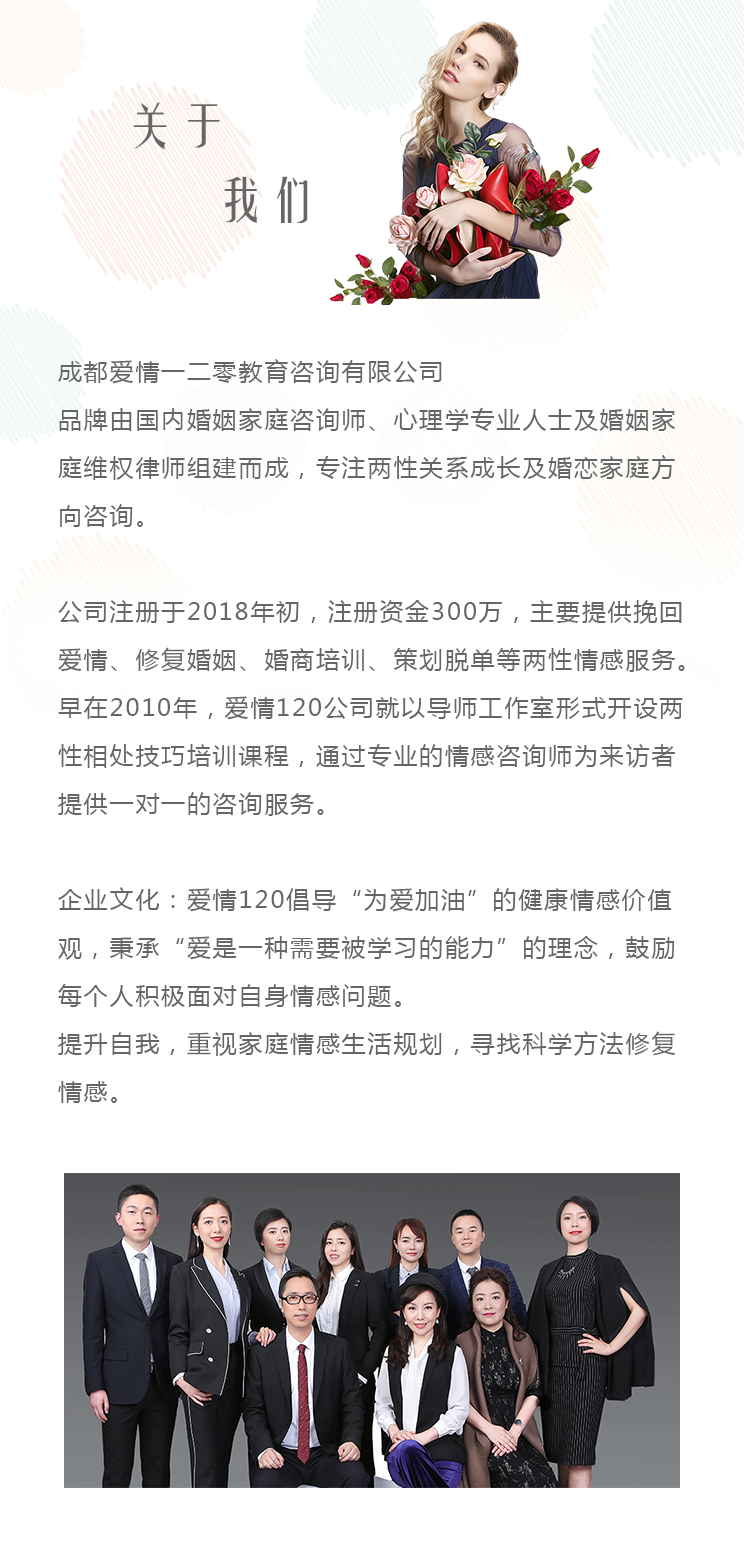 关于
我们
成都爱情一二零教育咨询有限公司
品牌由国内婚姻家庭咨询师、心理学专业人士及婚姻家
庭维权律师组建而成，专注两性关系成长及婚恋家庭方
向咨询。
公司注册于2018年初，注册资金300万，主要提供挽回
爱情、修复婚姻、婚商培训、策划脱单等两性情感服务。
早在2010年，爱情120公司就以导师工作室形式开设两
性相处技巧培训课程，通过专业的情感咨询师为来访者
提供一对一的咨询服务。
企业文化：爱情120倡导“为爱加油”的健康情感价值
观，秉承“爱是一种需要被学习的能力”的理念，鼓励
每个人积极面对自身情感问题。
提升自我，重视家庭情感生活规划，寻找科学方法修复
情感。